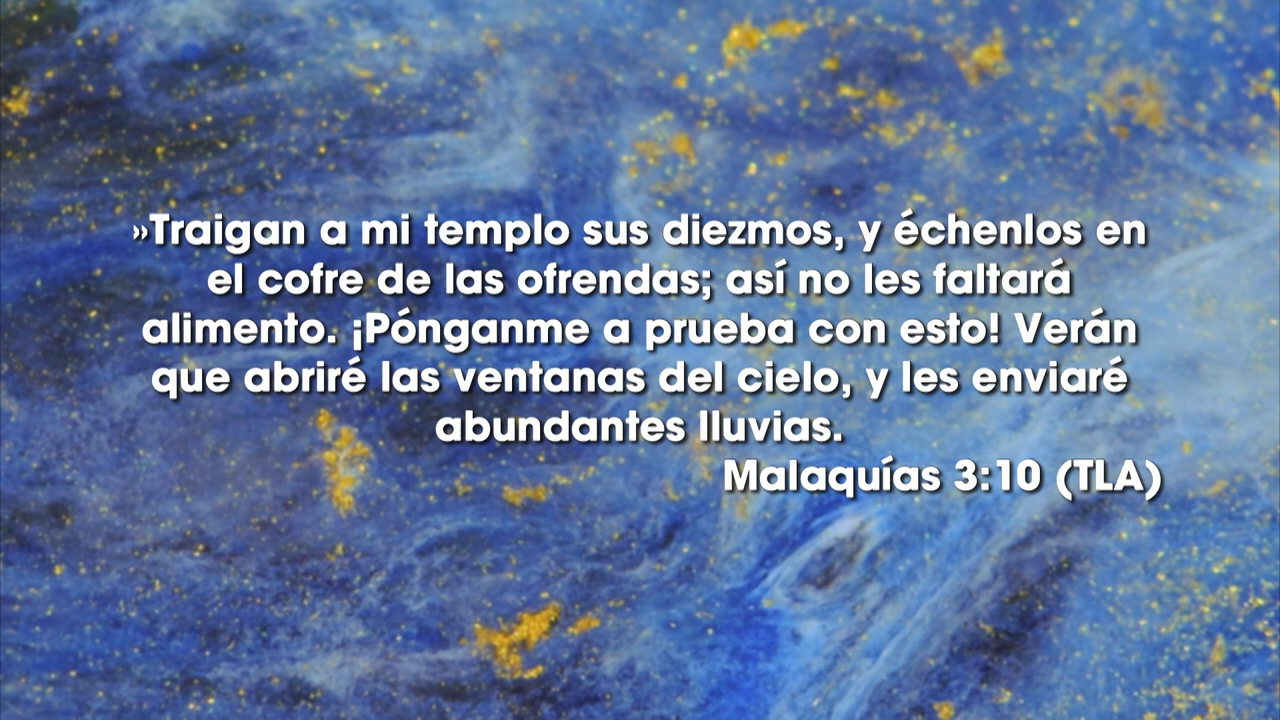 »Traigan a mi templo sus diezmos, y échenlos en
el cofre de las ofrendas; así no les faltará
alimento. ¡Pónganme a prueba con esto! Verán
que abriré las ventanas del cielo, y les enviaré
abundantes lluvias.
Malaquías 3:10 (TLA)